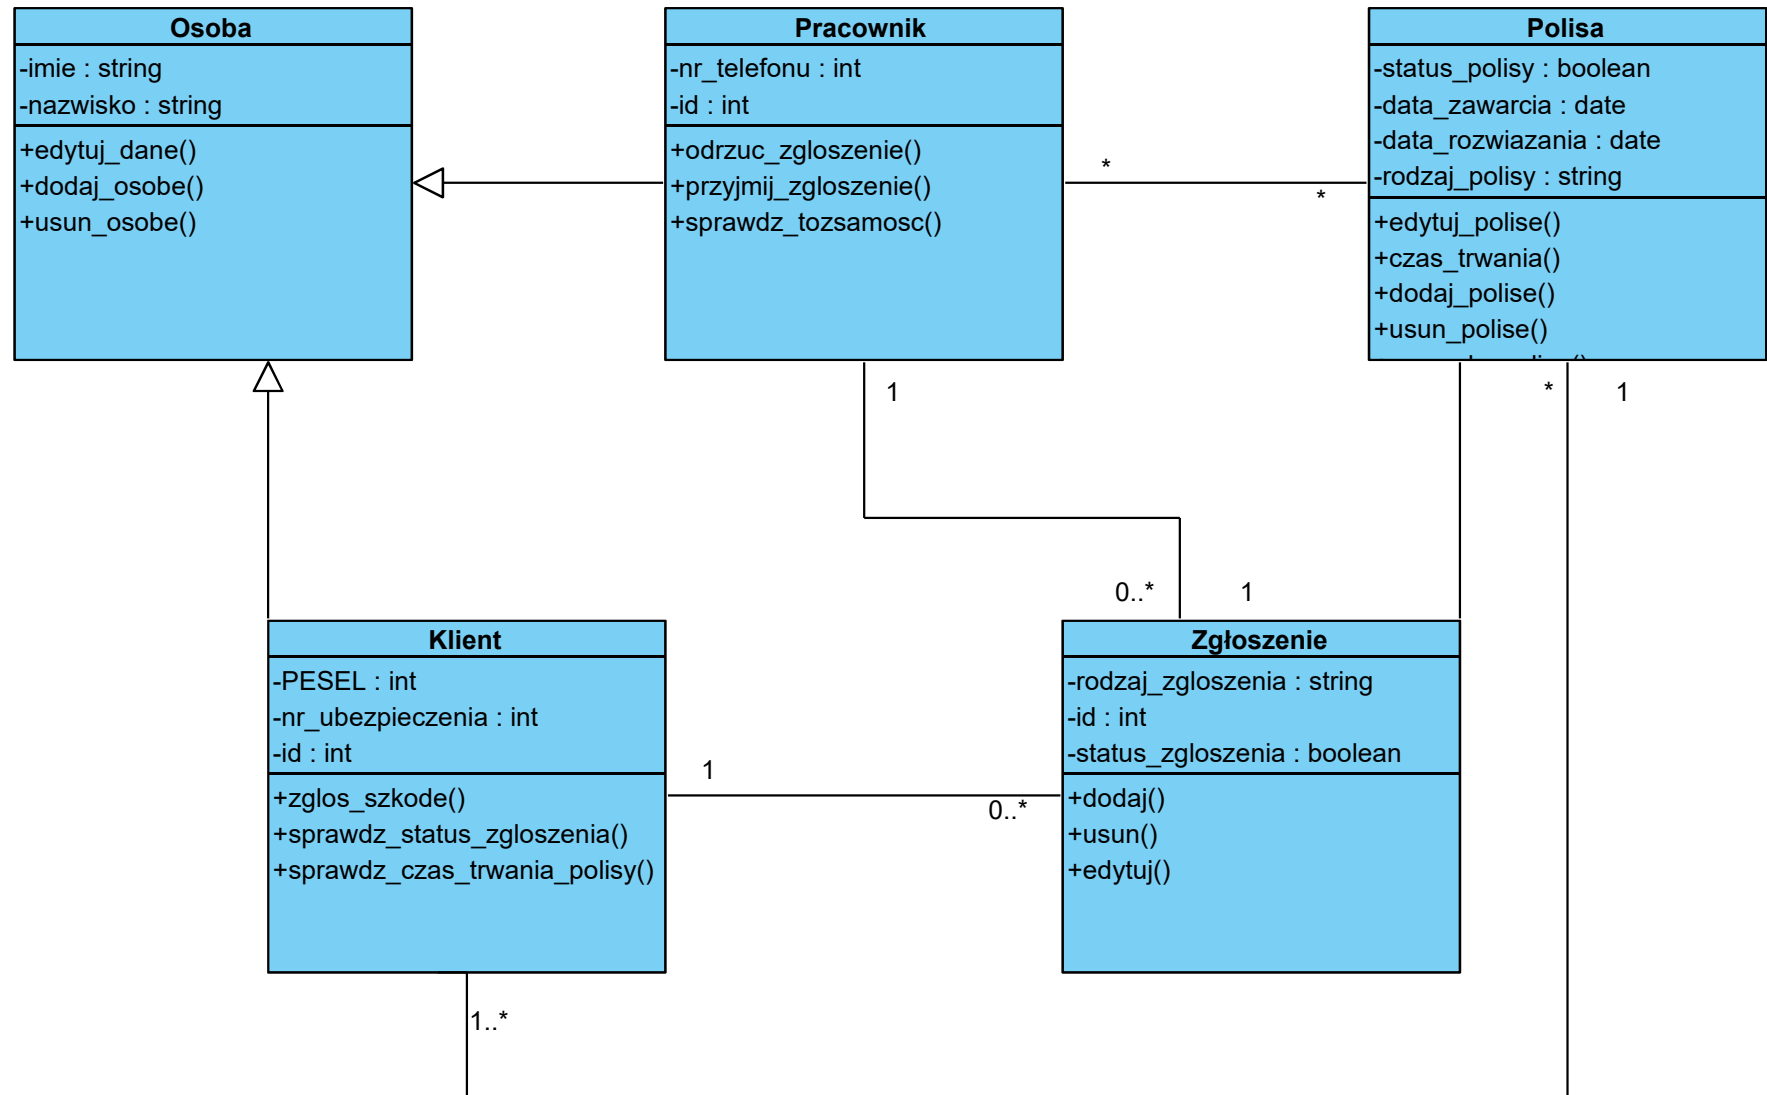 Osoba
-imie : string
-nazwisko : string
+edytuj_dane()
+dodaj_osobe()
+usun_osobe()
Pracownik
-nr_telefonu : int
-id : int
+odrzuc_zgloszenie()
+przyjmij_zgloszenie()
+sprawdz_tozsamosc()
*
*
Polisa
-status_polisy : boolean
-data_zawarcia : date
-data_rozwiazania : date
-rodzaj_polisy : string
+edytuj_polise()
+czas_trwania()
+dodaj_polise()
+usun_polise()
1
*
1
0..*
1
Klient
-PESEL : int
-nr_ubezpieczenia : int
-id : int
+zglos_szkode()
+sprawdz_status_zgloszenia()
+sprawdz_czas_trwania_polisy()
1
0..*
Zgłoszenie
-rodzaj_zgloszenia : string
-id : int
-status_zgloszenia : boolean
+dodaj()
+usun()
+edytuj()
1..*